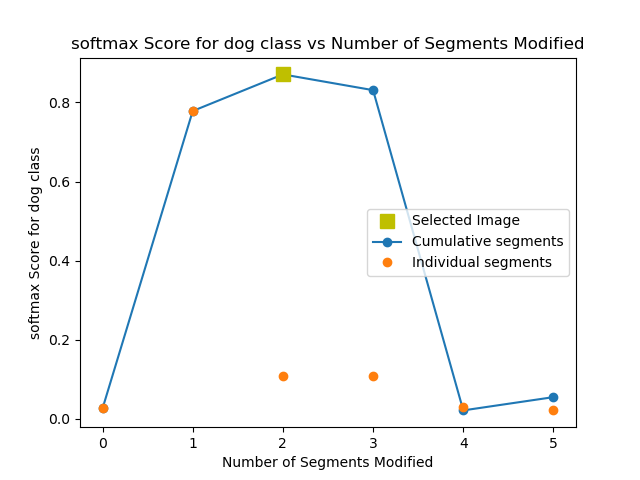 softmax Score for dog class vs Number of Segments Modified
softmax Score for dog class
0.8
0.6
0.4
0.2
0.0
Selected Image
Cumulative segments
Individual segments
0 1 2 3 4 5
Number of Segments Modified